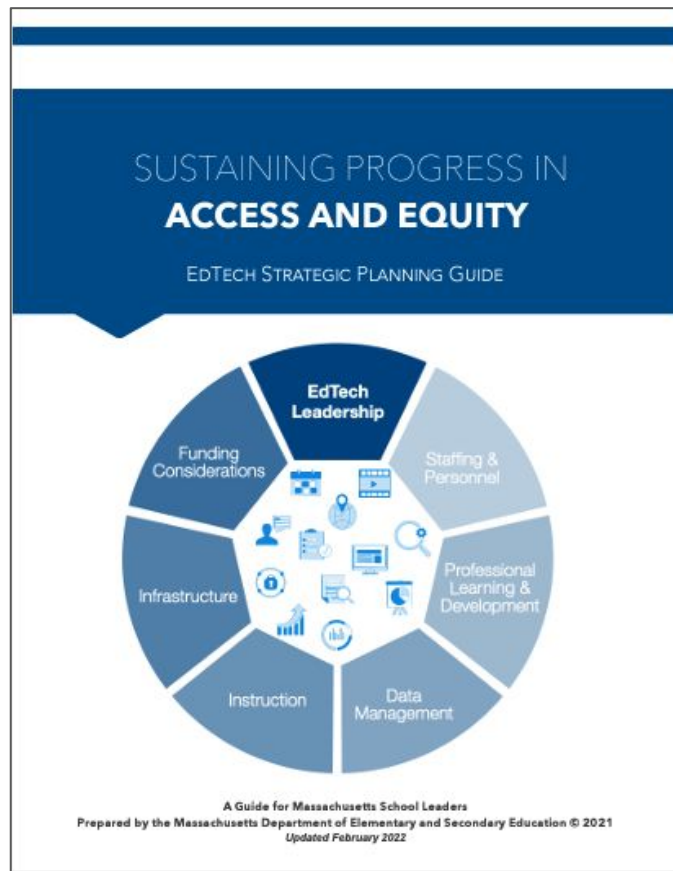 SUSTAINING PROGRESS IN
ACCESS AND EQUITY
EDTECH STRATEGIC PLANNING GUIDE
EdTech
Leadership
Staffing &
Personnel
Professional
Learning &
Development
Data
Management
Instruction
Infrastructure
Funding
Considerations
A Guide for Massachusetts School Leaders
Prepared by the Massachusetts Department of Elementary and Secondary Education © 2021
Updated February 2022